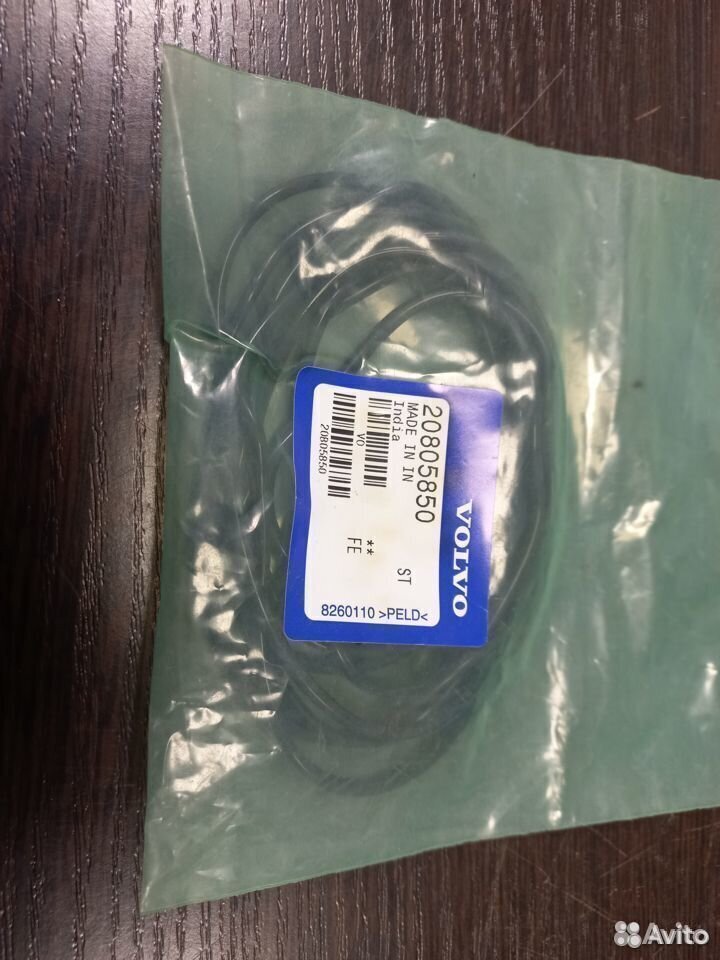 VOLVO
20805850 ST
MADE IN IN
India
**
FE
VO
20805850
8260110 >PELD<
Avito